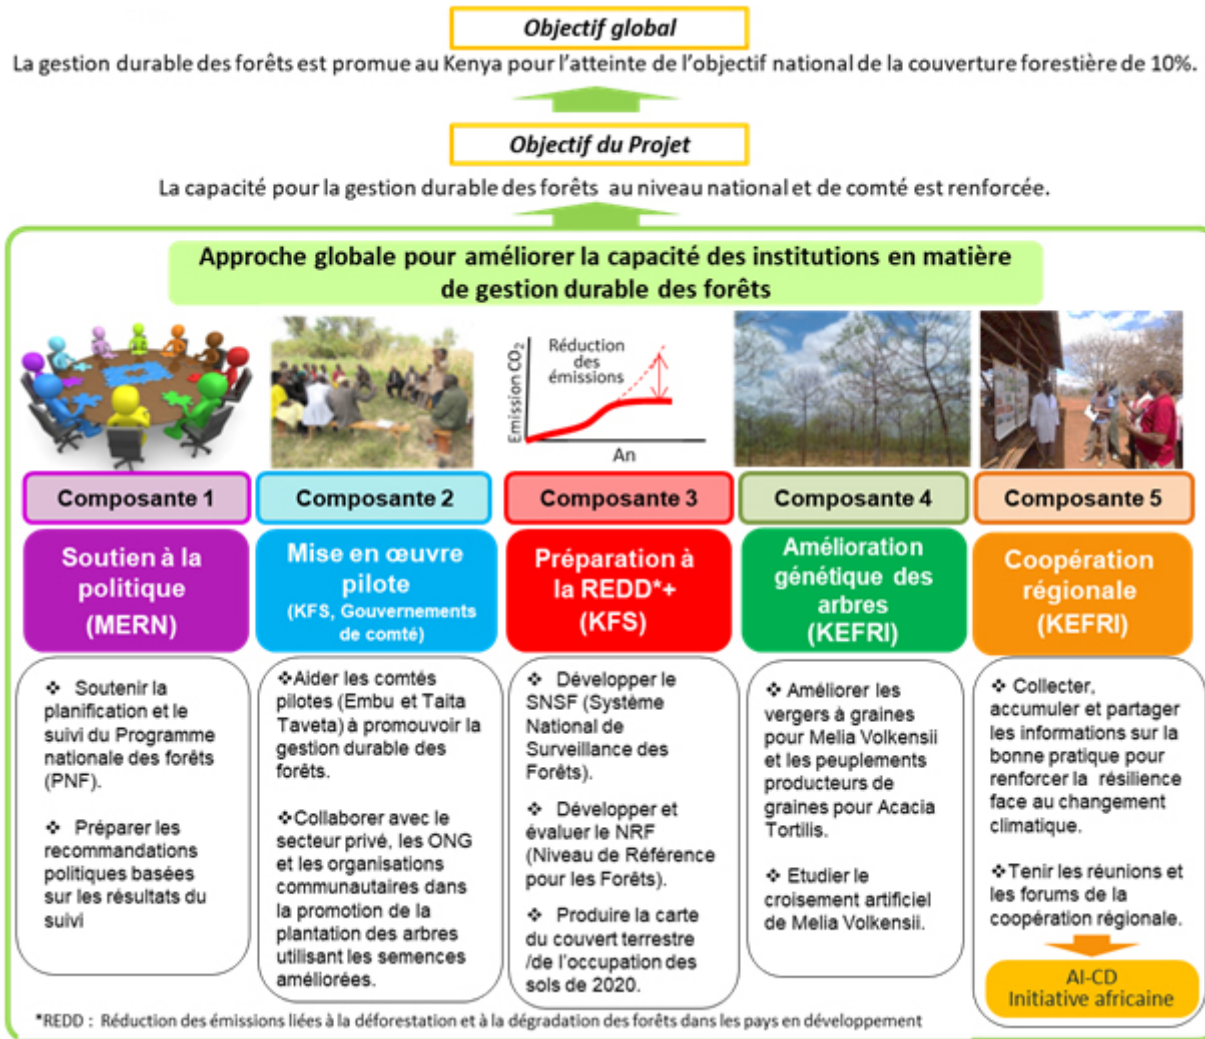 Objectif global
La gestion durable des forêts est promue au Kenya pour l'atteinte de l'objectif national de la couverture forestière de 10%.
Objectif du Projet
La capacité pour la gestion durable des forêts au niveau national et de comté est renforcée.
Approche globale pour améliorer la capacité des institutions en matière
de gestion durable des forêts
Emission CO2
Réduction
des
émissions
An
Composante 1
Soutien à la
politique
(MERN)
❖ Soutenir la
planification et le
suivi du Programme
nationale des forêts
(PNF).
❖ Préparer les
recommandations
politiques basées
sur les résultats du
suivi
Composante 2
Mise en œuvre
pilote
(KFS, Gouvernements
de comté)
❖Aider les comtés
pilotes (Embu et Taita
Taveta) à promouvoir la
gestion durable des
forêts.
❖Collaborer avec le
secteur privé, les ONG
et les organisations
communautaires dans
la promotion de la
plantation des arbres
utilisant les semences
améliorées.
Composante 3
Préparation à
la REDD*+
(KFS)
❖ Développer le
SNSF (Système
National de
Surveillance des
Forêts).
❖ Développer et
évaluer le NRF
(Niveau de Référence
pour les Forêts).
❖ Produire la carte
du couvert terrestre
/de l'occupation des
sols de 2020.
Composante 4
Amélioration
génétique des
arbres
(KEFRI)
❖ Améliorer les
vergers à graines
pour Melia Volkensii
et les peuplements
producteurs de
graines pour Acacia
Tortilis.
❖ Etudier le
croisement artificiel
de Melia Volkensii.
Composante 5
Coopération
régionale
(KEFRI)
❖ Collecter,
accumuler et partager
les informations sur la
bonne pratique pour
renforcer la résilience
face au changement
climatique.
❖Tenir les réunions et
les forums de la
coopération régionale.
AI-CD
Initiative africaine
*REDD : Réduction des émissions liées à la déforestation et à la dégradation des forêts dans les pays en développement